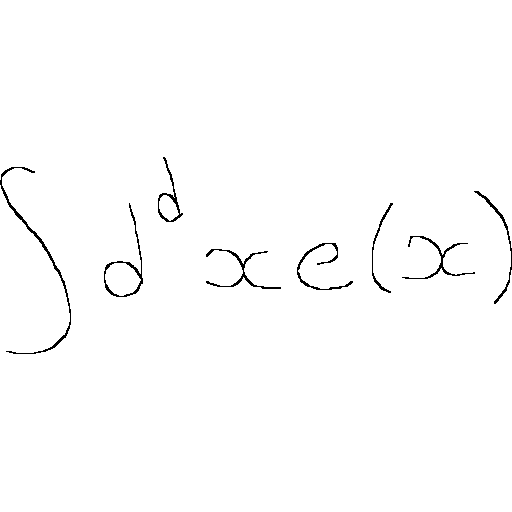 ∫ d^d x e(x)